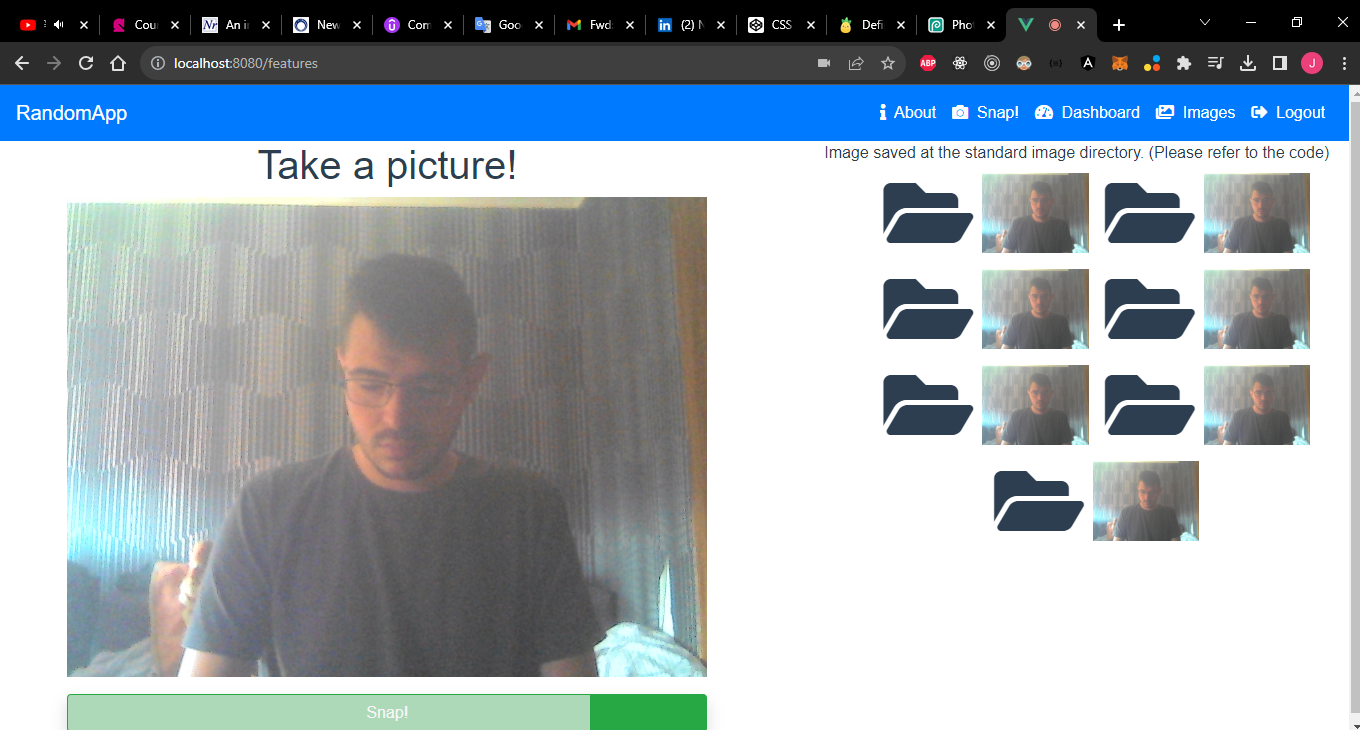 Cou
An in
New
Com
Goo
Fwd:
(2) N
CSS
Defi
Pho
localhost:8080/features
ABP
J
RandomApp
About
Snap!
Dashboard
Images
Logout
Take a picture!
Image saved at the standard image directory. (Please refer to the code)
Snap!